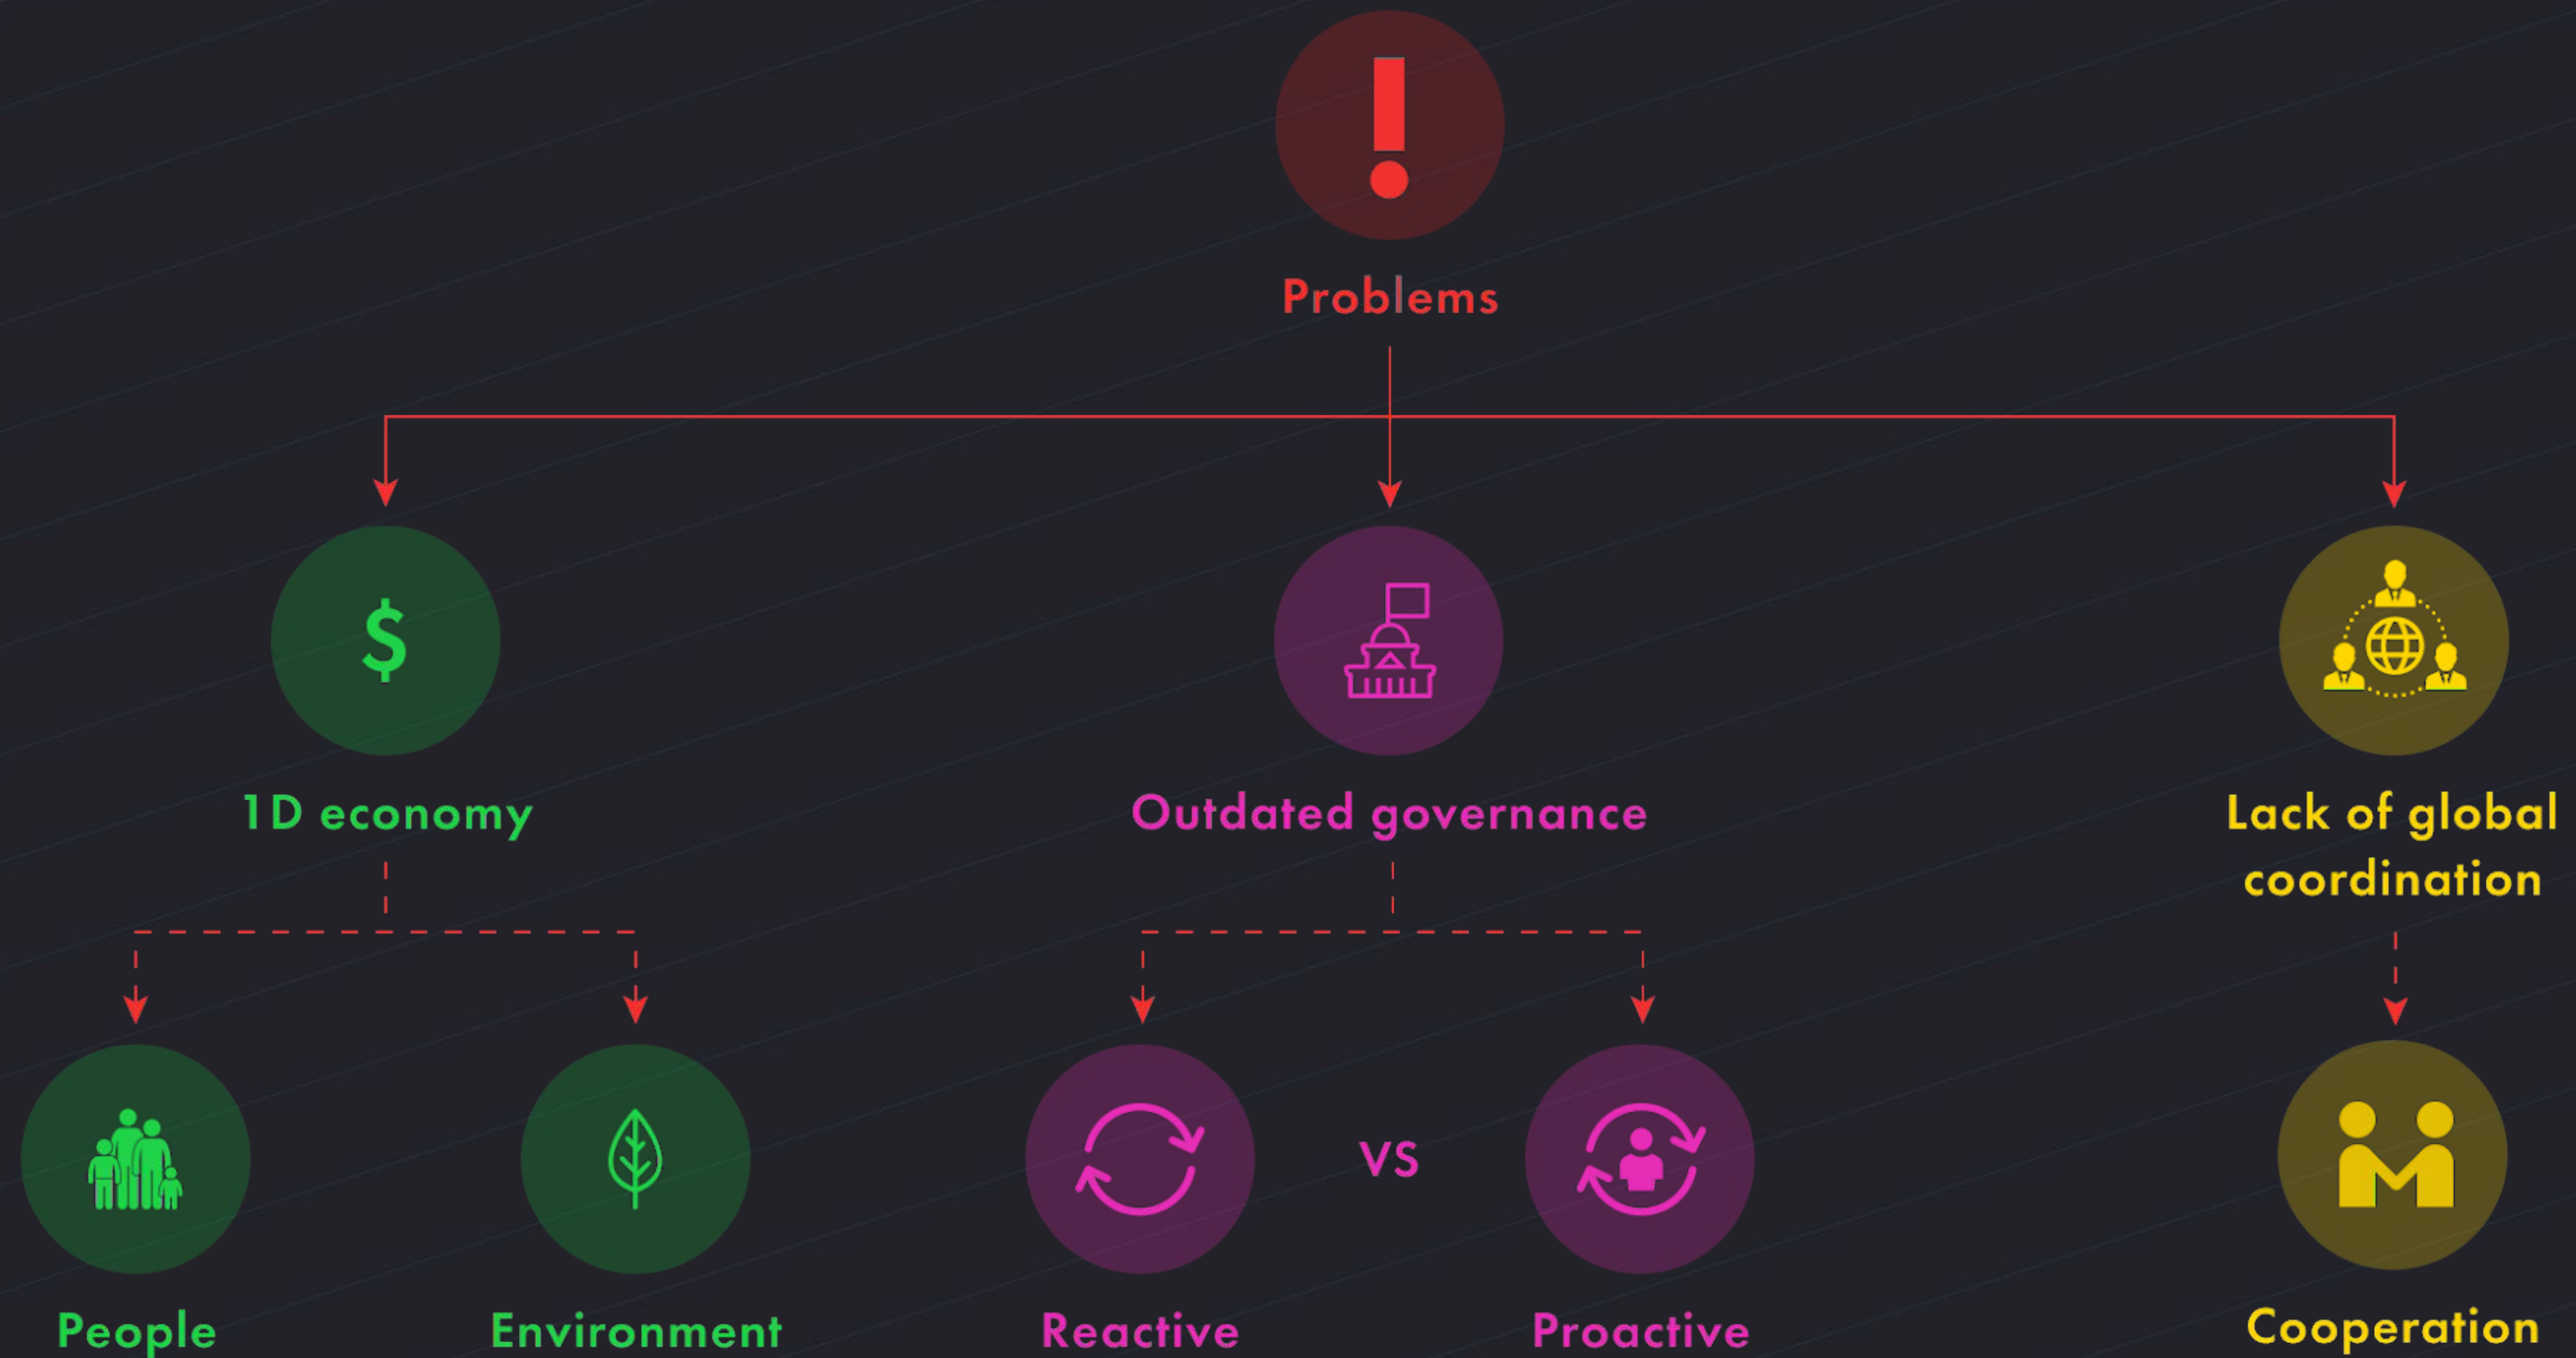 Problems
1D economy
Outdated governance
Lack of global
coordination
VS
People
Environment
Reactive
Proactive
Cooperation